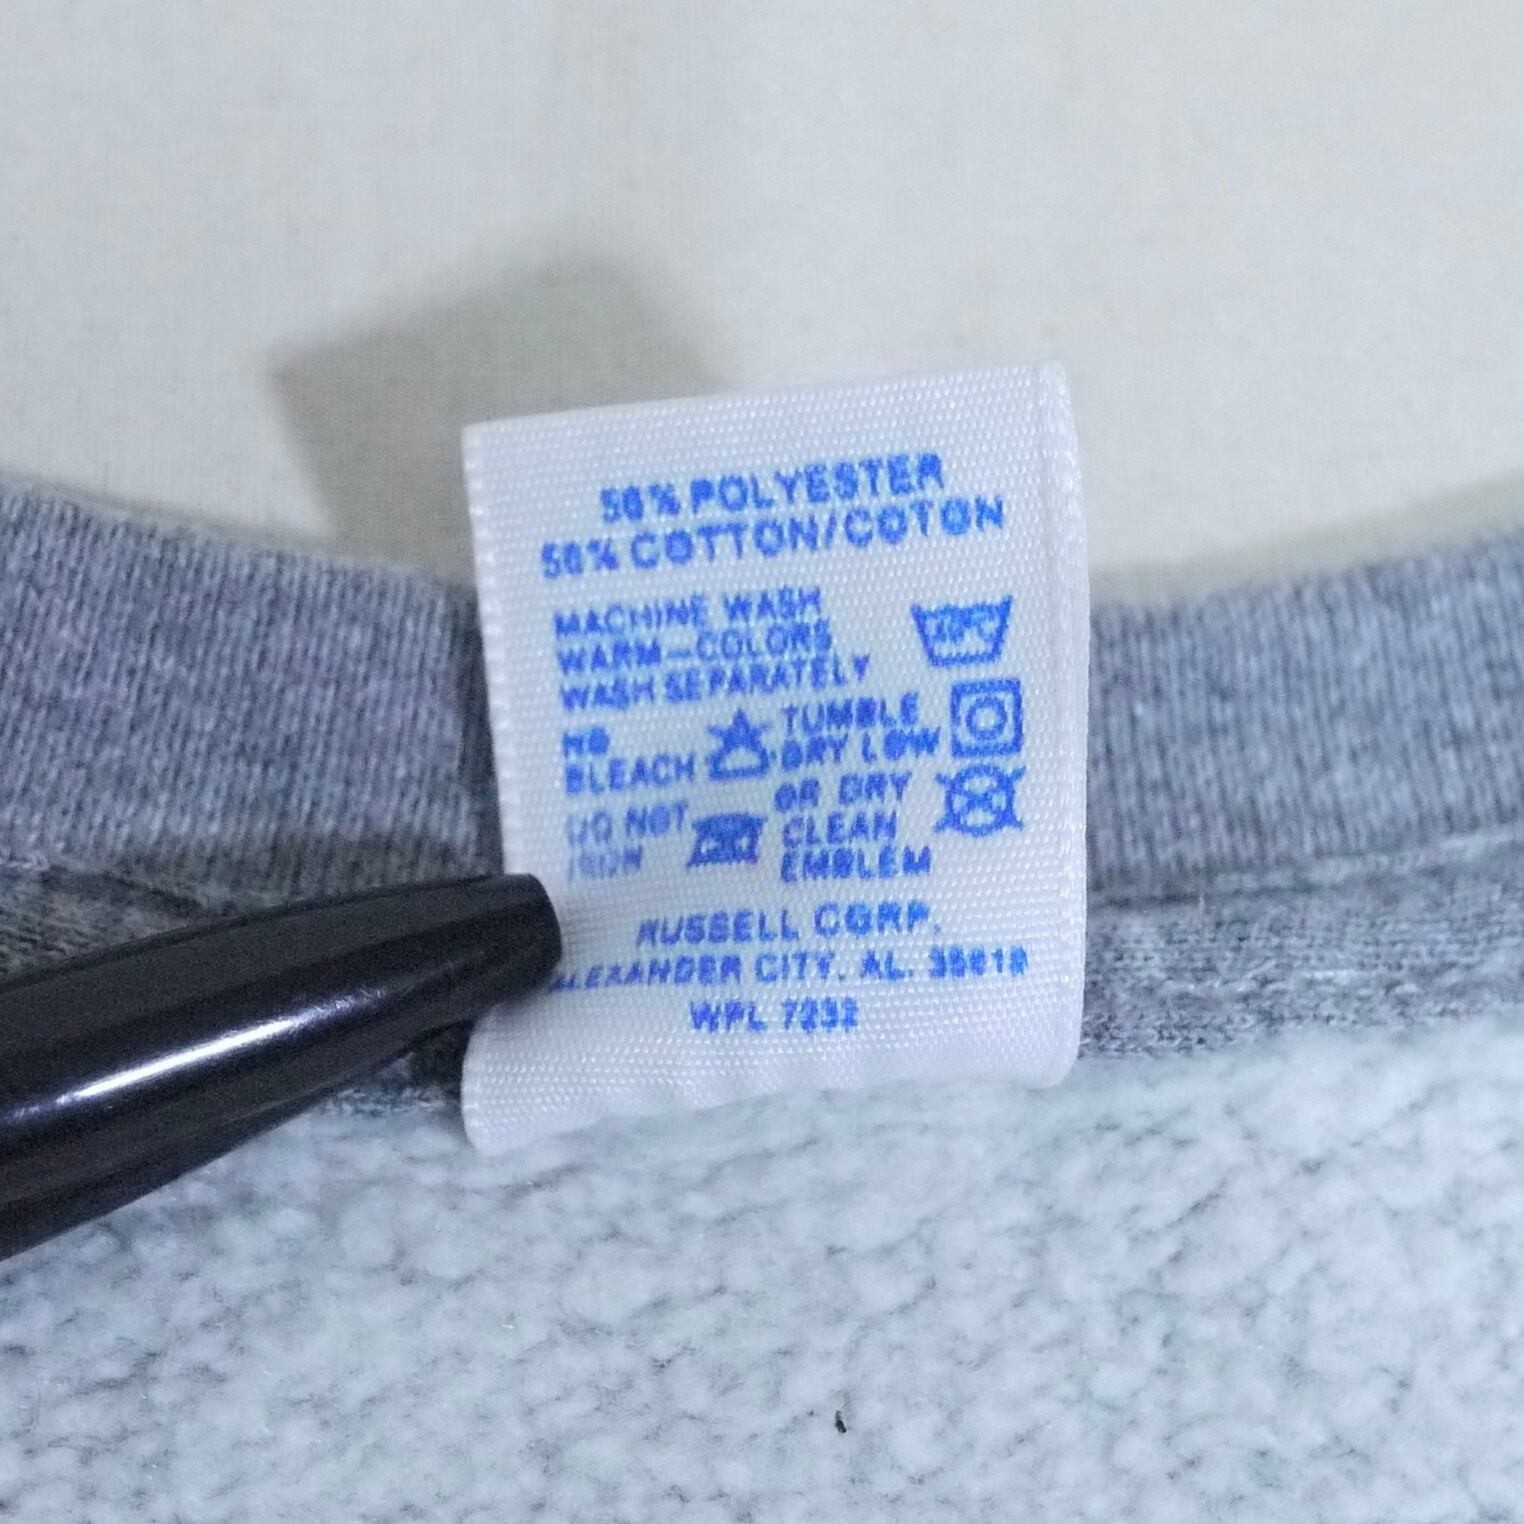 50% POLYESTER
50% COTTON/COTON
MACHINE WASH
WARM-COLORS
WASH SEPARATELY
NO
BLEACH
TUMBLE
DRY LOW
DO NOT
IRON
OR DRY
CLEAN
EMBLEM
RUSSELL CORP.
ALEXANDER CITY. AL. 35010
WPL 7232